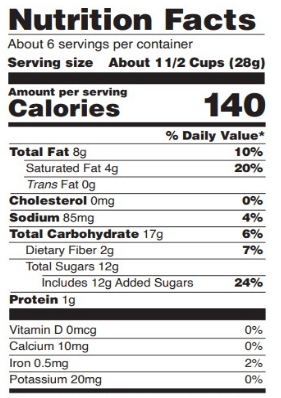 Nutrition Facts
About 6 servings per container
Serving size About 1 1/2 Cups (28g)
Amount per serving
Calories 140
% Daily Value*
Total Fat 8g 10%
Saturated Fat 4g 20%
Trans Fat 0g
Cholesterol 0mg 0%
Sodium 85mg 4%
Total Carbohydrate 17g 6%
Dietary Fiber 2g 7%
Total Sugars 12g
Includes 12g Added Sugars 24%
Protein 1g
Vitamin D 0mcg 0%
Calcium 10mg 0%
Iron 0.5mg 2%
Potassium 20mg 0%